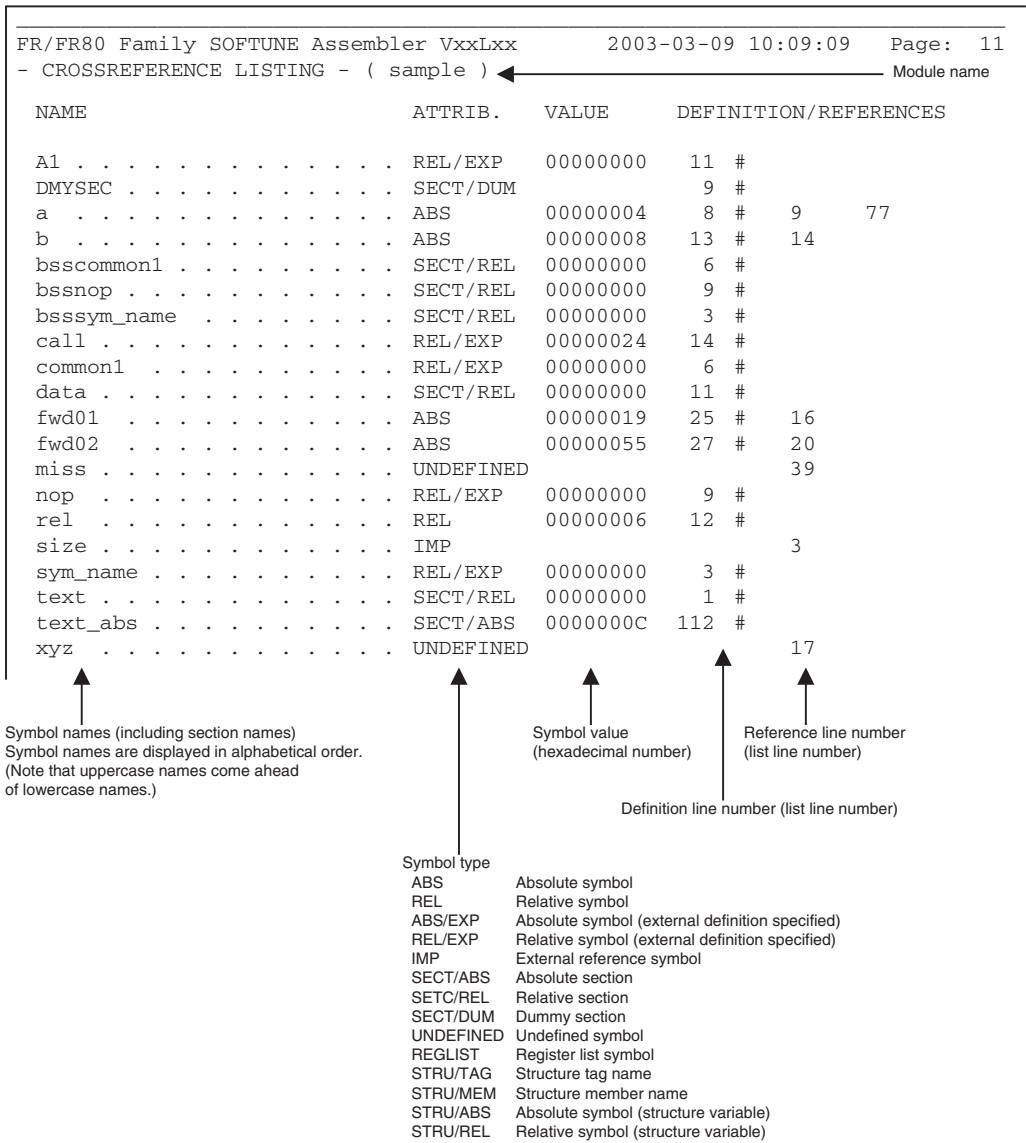 FR/FR80 Family SOFTUNE Assembler VxxLxx 2003-03-09 10:09:09 Page: 11
- CROSSREFERENCE LISTING - ( sample ) Module name
NAME ATTRIB. VALUE DEFINITION/REFERENCES
A1 . . . . . . . . . . . . . REL/EXP 00000000 11 #
DMYSEC . . . . . . . . . . . SECT/DUM 9 #
a . . . . . . . . . . . . . ABS 00000004 8 # 9 77
b . . . . . . . . . . . . . ABS 00000008 13 # 14
bsscommon1 . . . . . . . . . SECT/REL 00000000 6 #
bssnop . . . . . . . . . . . SECT/REL 00000000 9 #
bsssym_name . . . . . . . . SECT/REL 00000000 3 #
call . . . . . . . . . . . . REL/EXP 00000024 14 #
common1 . . . . . . . . . . REL/EXP 00000000 6 #
data . . . . . . . . . . . . SECT/REL 00000000 11 #
fwd01 . . . . . . . . . . . ABS 00000019 25 # 16
fwd02 . . . . . . . . . . . ABS 00000055 27 # 20
miss . . . . . . . . . . . . UNDEFINED 39
nop . . . . . . . . . . . . REL/EXP 00000000 9 #
rel . . . . . . . . . . . . REL 00000006 12 #
size . . . . . . . . . . . . IMP 3
sym_name . . . . . . . . . . REL/EXP 00000000 3 #
text . . . . . . . . . . . . SECT/REL 00000000 1 #
text_abs . . . . . . . . . . SECT/ABS 0000000C 112 #
xyz . . . . . . . . . . . . UNDEFINED 17
Symbol names (including section names)
Symbol names are displayed in alphabetical order.
(Note that uppercase names come ahead
of lowercase names.)
Symbol value
(hexadecimal number)
Reference line number
(list line number)
Definition line number (list line number)
Symbol type
ABS Absolute symbol
REL Relative symbol
ABS/EXP Absolute symbol (external definition specified)
REL/EXP Relative symbol (external definition specified)
IMP External reference symbol
SECT/ABS Absolute section
SETC/REL Relative section
SECT/DUM Dummy section
UNDEFINED Undefined symbol
REGLIST Register list symbol
STRU/TAG Structure tag name
STRU/MEM Structure member name
STRU/ABS Absolute symbol (structure variable)
STRU/REL Relative symbol (structure variable)